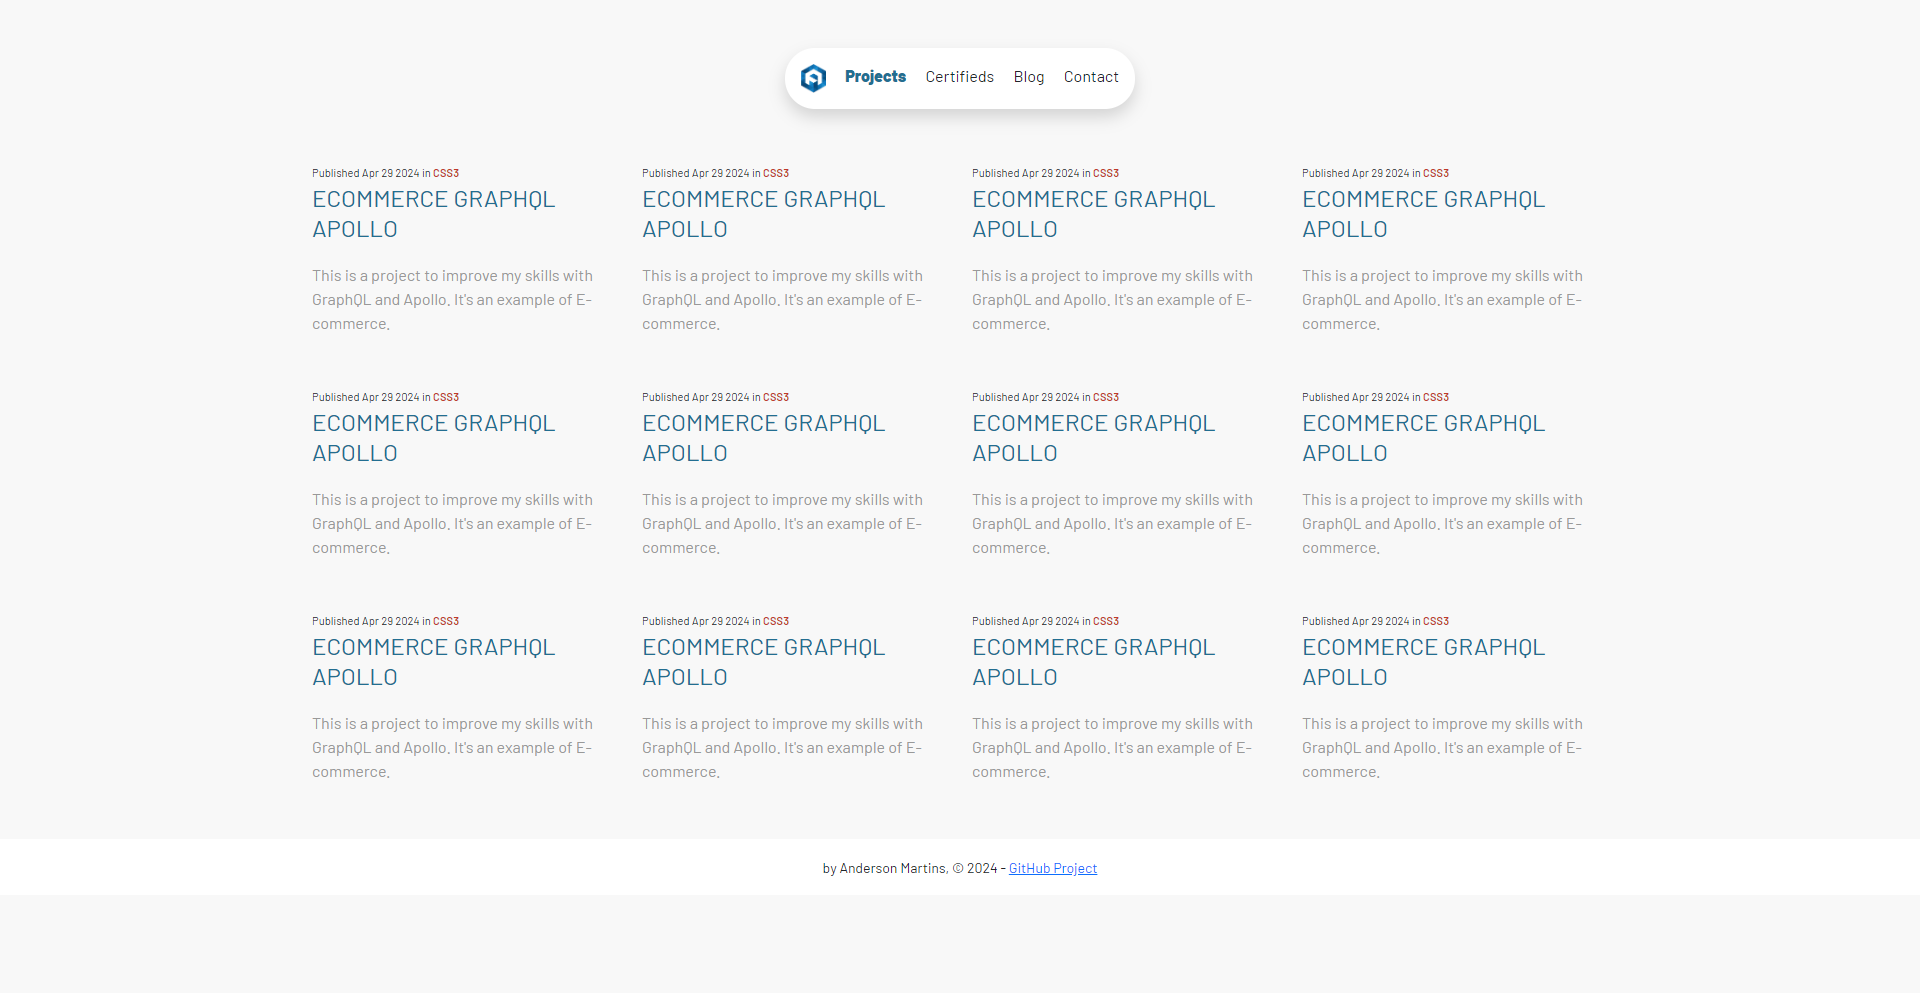 Projects Certifieds Blog Contact
Published Apr 29 2024 in CSS3
ECOMMERCE GRAPHQL
APOLLO
This is a project to improve my skills with
GraphQL and Apollo. It's an example of E-
commerce.
Published Apr 29 2024 in CSS3
ECOMMERCE GRAPHQL
APOLLO
This is a project to improve my skills with
GraphQL and Apollo. It's an example of E-
commerce.
Published Apr 29 2024 in CSS3
ECOMMERCE GRAPHQL
APOLLO
This is a project to improve my skills with
GraphQL and Apollo. It's an example of E-
commerce.
Published Apr 29 2024 in CSS3
ECOMMERCE GRAPHQL
APOLLO
This is a project to improve my skills with
GraphQL and Apollo. It's an example of E-
commerce.
Published Apr 29 2024 in CSS3
ECOMMERCE GRAPHQL
APOLLO
This is a project to improve my skills with
GraphQL and Apollo. It's an example of E-
commerce.
Published Apr 29 2024 in CSS3
ECOMMERCE GRAPHQL
APOLLO
This is a project to improve my skills with
GraphQL and Apollo. It's an example of E-
commerce.
Published Apr 29 2024 in CSS3
ECOMMERCE GRAPHQL
APOLLO
This is a project to improve my skills with
GraphQL and Apollo. It's an example of E-
commerce.
Published Apr 29 2024 in CSS3
ECOMMERCE GRAPHQL
APOLLO
This is a project to improve my skills with
GraphQL and Apollo. It's an example of E-
commerce.
Published Apr 29 2024 in CSS3
ECOMMERCE GRAPHQL
APOLLO
This is a project to improve my skills with
GraphQL and Apollo. It's an example of E-
commerce.
Published Apr 29 2024 in CSS3
ECOMMERCE GRAPHQL
APOLLO
This is a project to improve my skills with
GraphQL and Apollo. It's an example of E-
commerce.
Published Apr 29 2024 in CSS3
ECOMMERCE GRAPHQL
APOLLO
This is a project to improve my skills with
GraphQL and Apollo. It's an example of E-
commerce.
Published Apr 29 2024 in CSS3
ECOMMERCE GRAPHQL
APOLLO
This is a project to improve my skills with
GraphQL and Apollo. It's an example of E-
commerce.
by Anderson Martins, © 2024 - GitHub Project